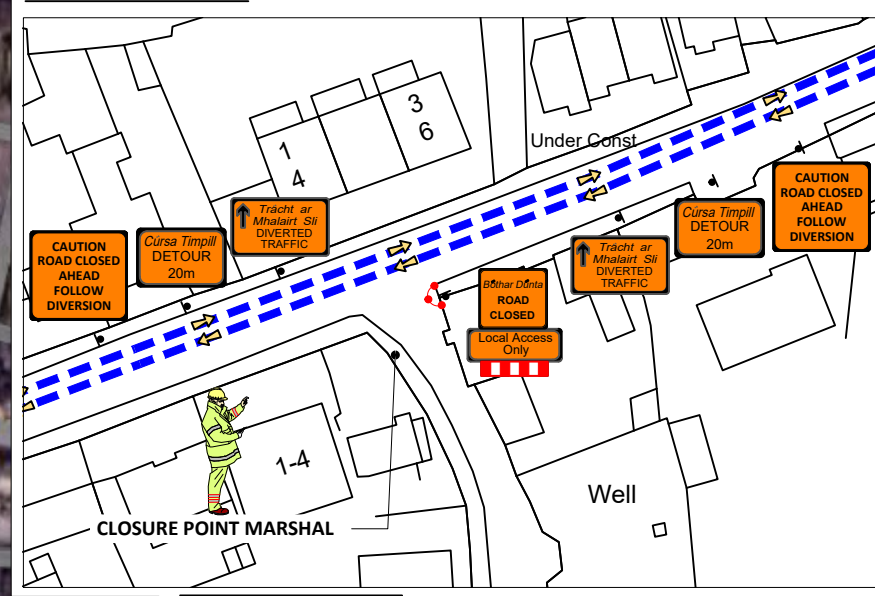 1
4
3
6
Under Const
CAUTION
ROAD CLOSED
AHEAD
FOLLOW
DIVERSION
Cúrsa Timpill
DETOUR
20m
Trácht ar
Mhalairt Sli
DIVERTED
TRAFFIC
Trácht ar
Mhalairt Sli
DIVERTED
TRAFFIC
Cúrsa Timpill
DETOUR
20m
CAUTION
ROAD CLOSED
AHEAD
FOLLOW
DIVERSION
Bóthar Dúnta
ROAD
CLOSED
Local Access
Only
1-4
Well
CLOSURE POINT MARSHAL